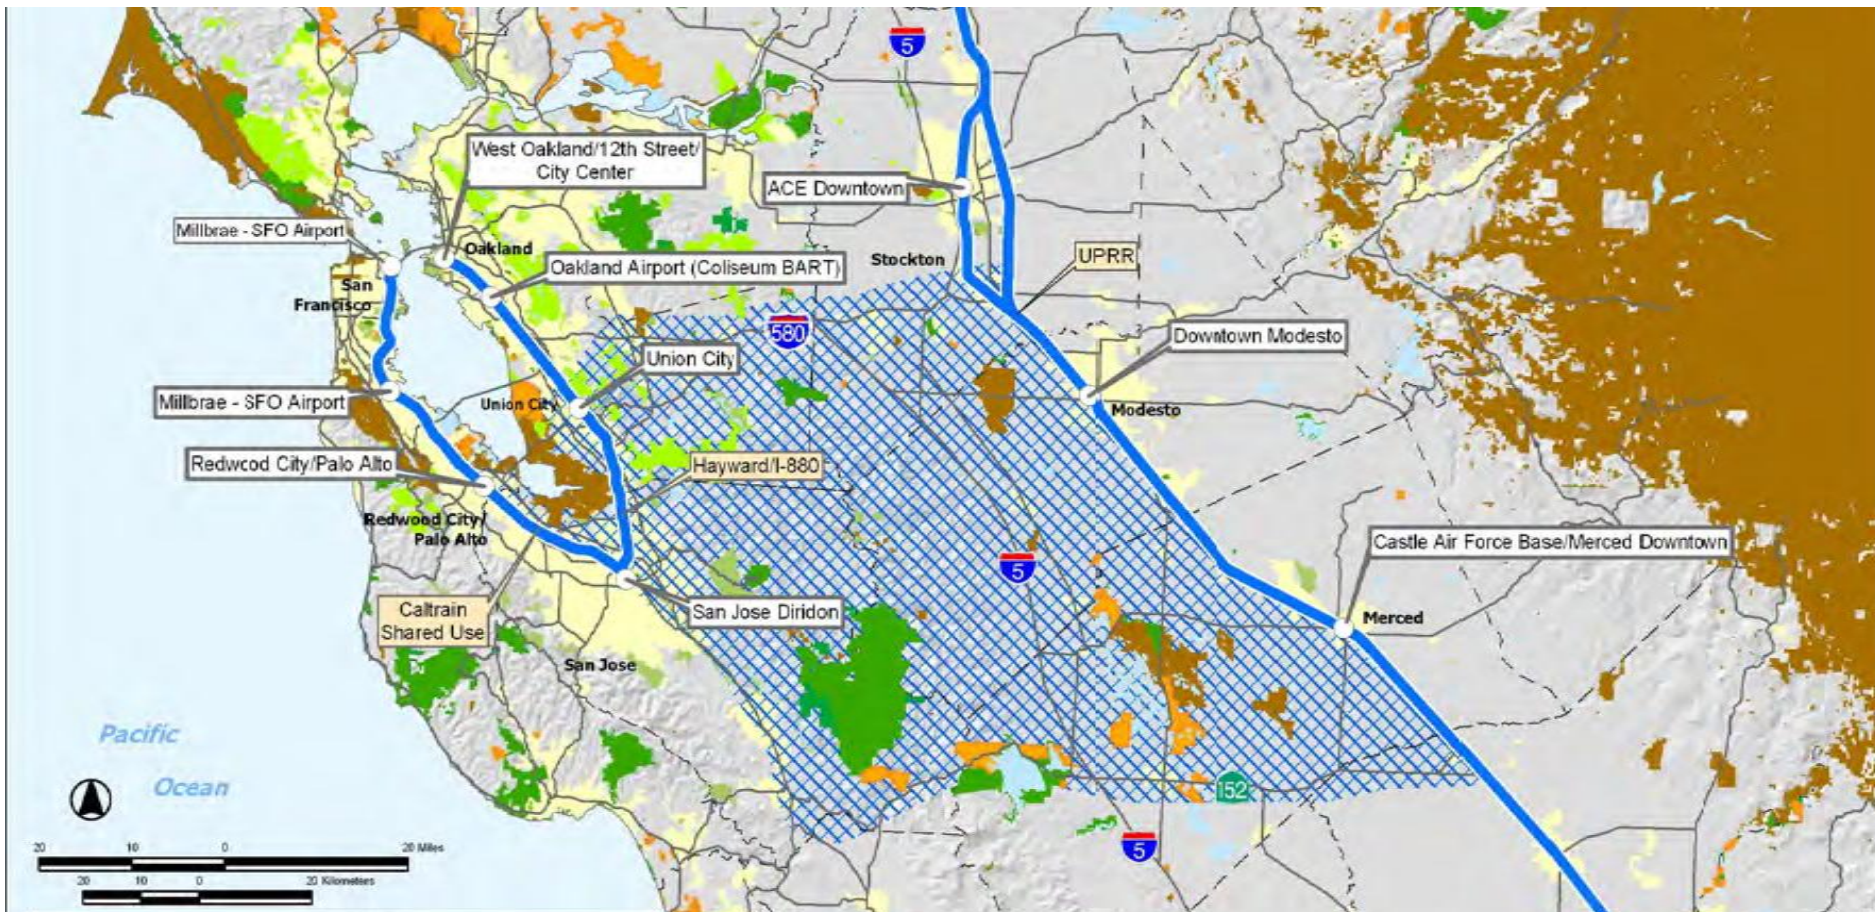 5
West Oakland/12th Street/
City Center
ACE Downtown
Millbrae - SFO Airport
Oakland
Oakland Airport (Coliseum BART)
Stockton
UPRR
San
Francisco
580
Union City
Downtown Modesto
Millbrae - SFO Airport
Union City
Modesto
Redwood City/Palo Alto
Hayward/I-880
Redwood City/
Palo Alto
5
Castle Air Force Base/Merced Downtown
Caltrain
Shared Use
San Jose Diridon
Merced
San Jose
Pacific
Ocean
152
5
20 10 0 20 Miles
20 10 0 20 Kilometers